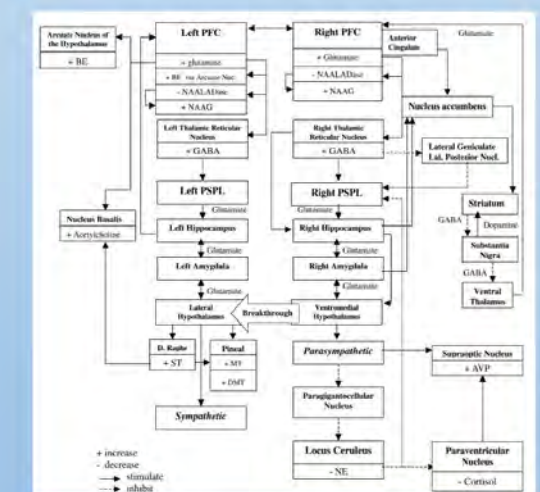 Arcuate Nucleus of
the Hypothalamus
+ BE
Left PFC
+ glutamine
+ BE via Arcuate Nuc.
- NAALADase
+ NAAG
Right PFC
+ Glutamate
- NAALADase
+ NAAG
Anterior
Cingulum
Glutamate
Nucleus accumbens
Left Thalamic Reticular
Nucleus
+ GABA
Right Thalamic
Reticular Nucleus
+ GABA
Lateral Geniculate
Lat. Posterior Nucl.
Left PSPL
Right PSPL
Glutamate
Glutamate
Striatum
GABA
Dopamine
Nucleus Basalis
+ Acetylcholine
Left Hippocampus
Right Hippocampus
Glutamate
Glutamate
Substantia
Nigra
Left Amygdala
Right Amygdala
GABA
Glutamate
Glutamate
Ventral
Thalamus
Lateral
Hypothalamus
Breakthrough
Ventromedial
Hypothalamus
D. Raphe
+ ST
Pineal
+ MT
+ DMT
Parasympathetic
Supraoptic Nucleus
+ AVP
Paragigantocellular
Nucleus
Sympathetic
Locus Ceruleus
- NE
Paraventricular
Nucleus
- Cortisol
+ increase
- decrease
stimulate
inhibit